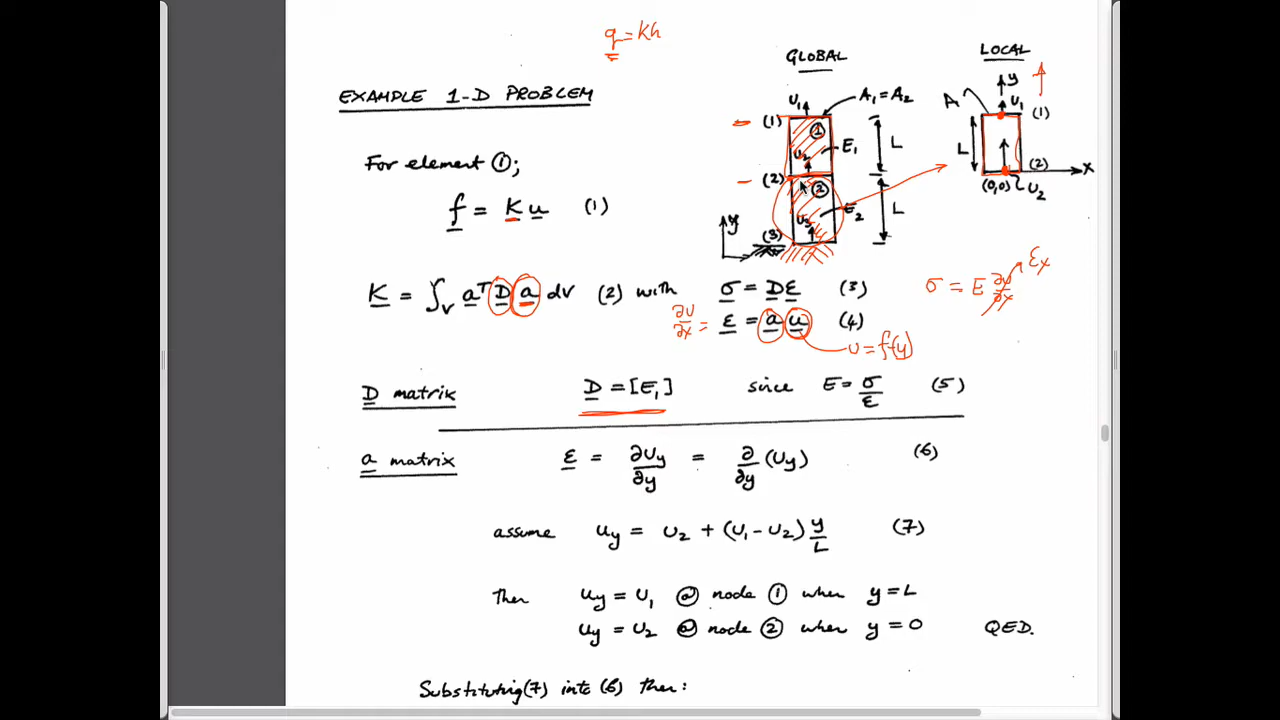 q = Kh
GLOBAL
LOCAL
EXAMPLE 1-D PROBLEM
U1
A1 = A2
(1)
①
E1
L
U2
(2)
②
E2
L
U3
(3)
y
y
A
U1
(1)
L
(2)
x
(0,0)
U2
For element ①;
f = K u (1)
K = ∫v aᵀ D a dv (2) with σ = D ε (3)
ε = a u (4)
∂U/∂x =
u = f(y)
σ = E ∂u/∂x
εx
D matrix D = [E1] since E = σ/ε (5)
a matrix ε = ∂Uy/∂y = ∂/∂y (Uy) (6)
assume uy = U2 + (U1 - U2) y/L (7)
Then uy = U1 @ node ① when y = L
uy = U2 @ node ② when y = 0 QED.
Substituting (7) into (6) then: